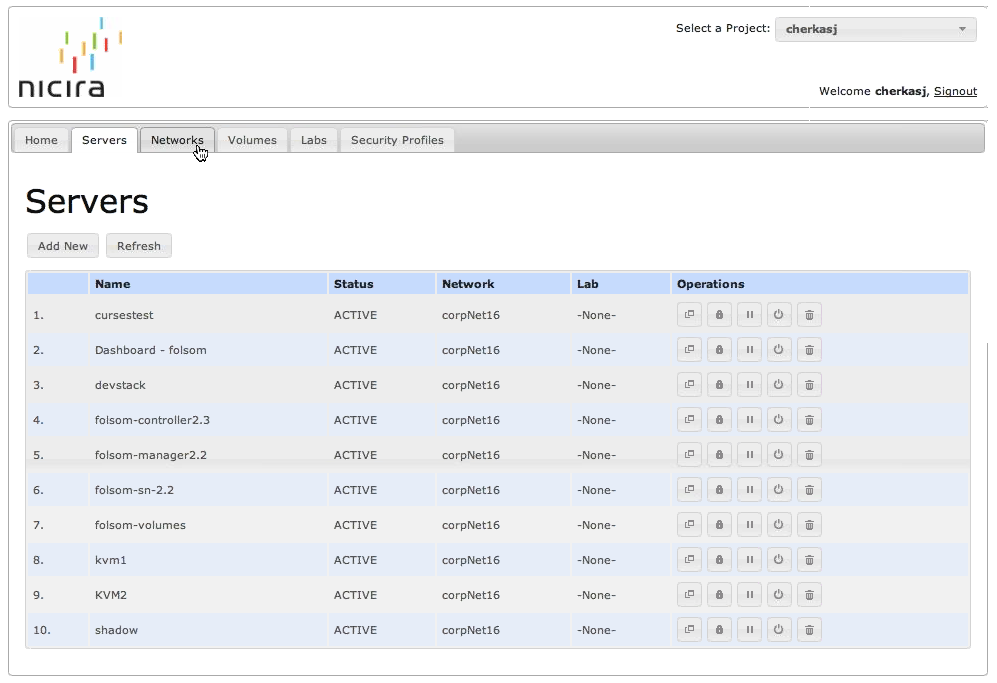 nicira
Select a Project: cherkasj
Welcome cherkasj, Signout
Home Servers Networks Volumes Labs Security Profiles
Servers
Add New Refresh
Name Status Network Lab Operations
1. cursestest ACTIVE corpNet16 -None-
2. Dashboard - folsom ACTIVE corpNet16 -None-
3. devstack ACTIVE corpNet16 -None-
4. folsom-controller2.3 ACTIVE corpNet16 -None-
5. folsom-manager2.2 ACTIVE corpNet16 -None-
6. folsom-sn-2.2 ACTIVE corpNet16 -None-
7. folsom-volumes ACTIVE corpNet16 -None-
8. kvm1 ACTIVE corpNet16 -None-
9. KVM2 ACTIVE corpNet16 -None-
10. shadow ACTIVE corpNet16 -None-